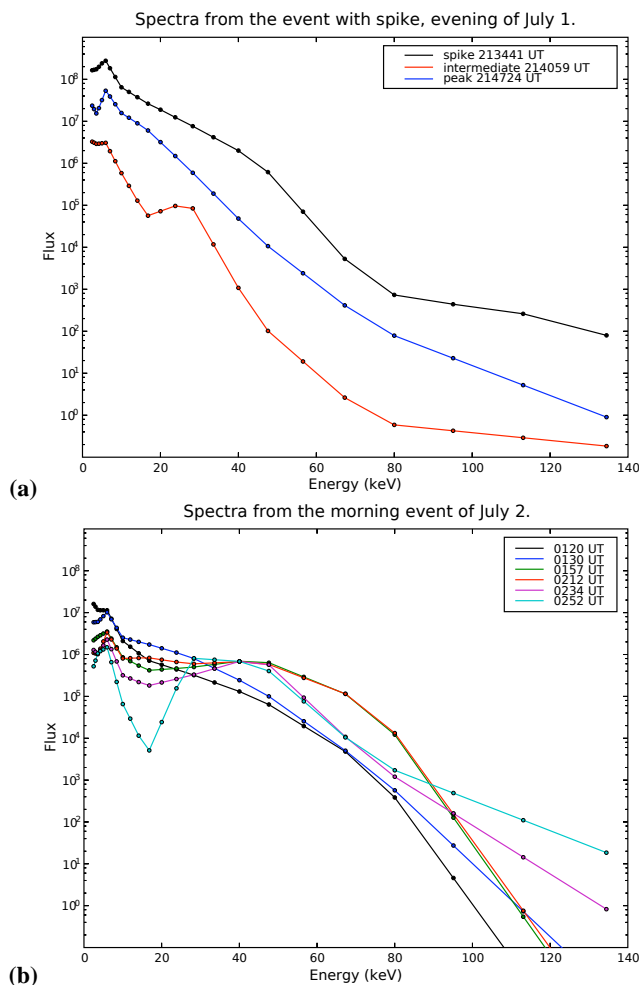 Spectra from the event with spike, evening of July 1.
spike 213441 UT
intermediate 214059 UT
peak 214724 UT
10^8
10^7
10^6
10^5
10^4
10^3
10^2
10^1
10^0
Flux
0 20 40 60 80 100 120 140
Energy (keV)
(a)
Spectra from the morning event of July 2.
0120 UT
0130 UT
0157 UT
0212 UT
0234 UT
0252 UT
10^8
10^7
10^6
10^5
10^4
10^3
10^2
10^1
10^0
Flux
0 20 40 60 80 100 120 140
Energy (keV)
(b)